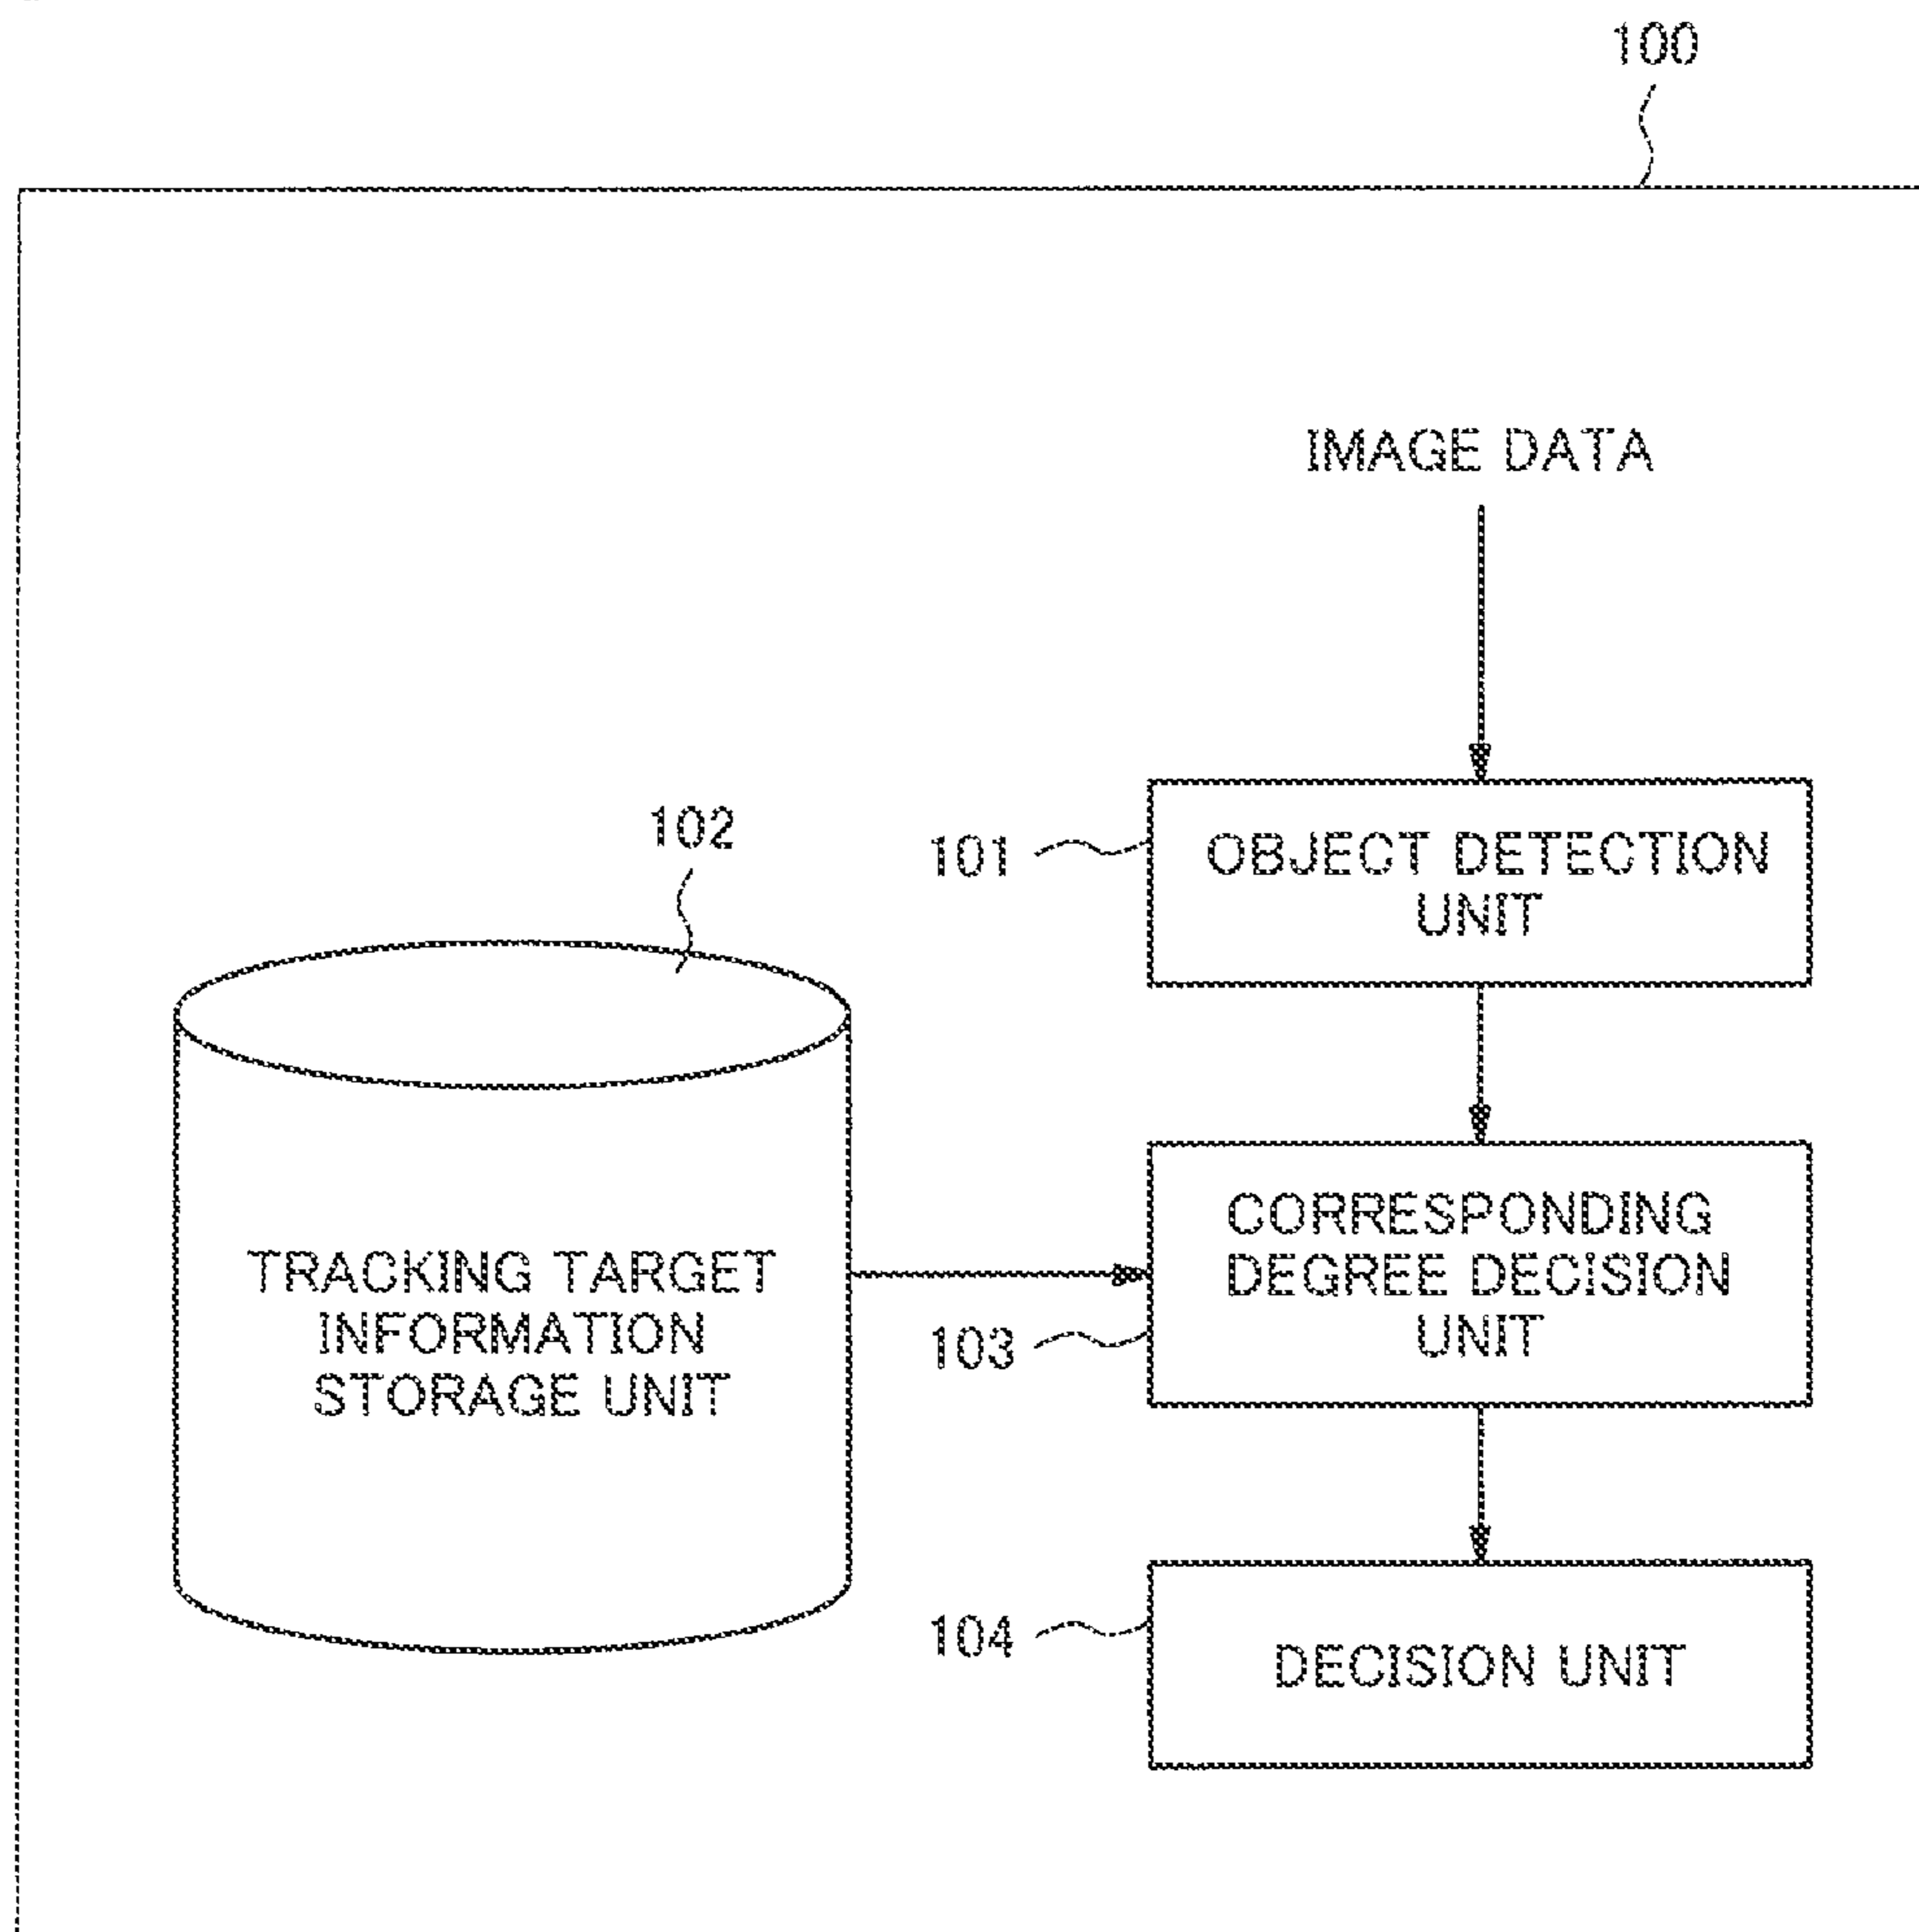 100
IMAGE DATA
101
OBJECT DETECTION
UNIT
102
TRACKING TARGET
INFORMATION
STORAGE UNIT
CORRESPONDING
DEGREE DECISION
UNIT
103
104
DECISION UNIT